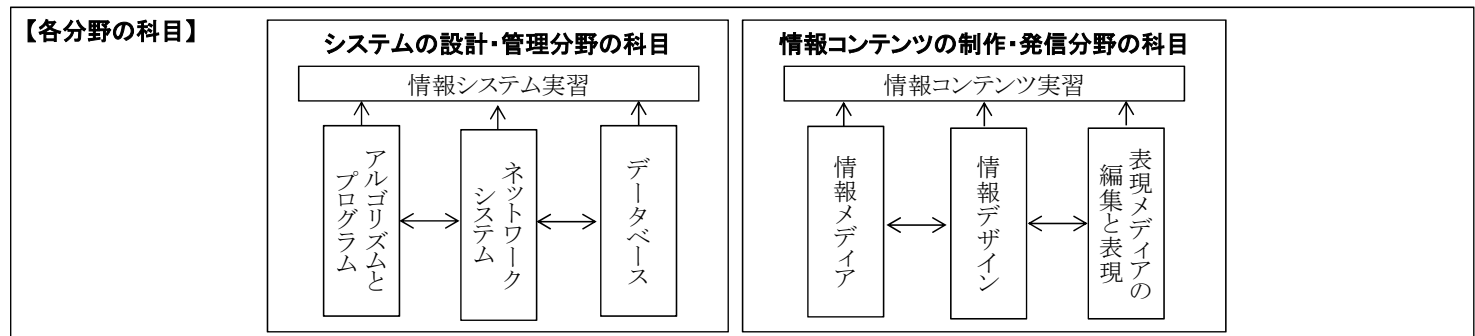 【各分野の科目】
システムの設計・管理分野の科目
情報システム実習
アルゴリズムと
プログラム
ネットワーク
システム
データベース
情報コンテンツの制作・発信分野の科目
情報コンテンツ実習
情報メディア
情報デザイン
表現メディアの
編集と表現